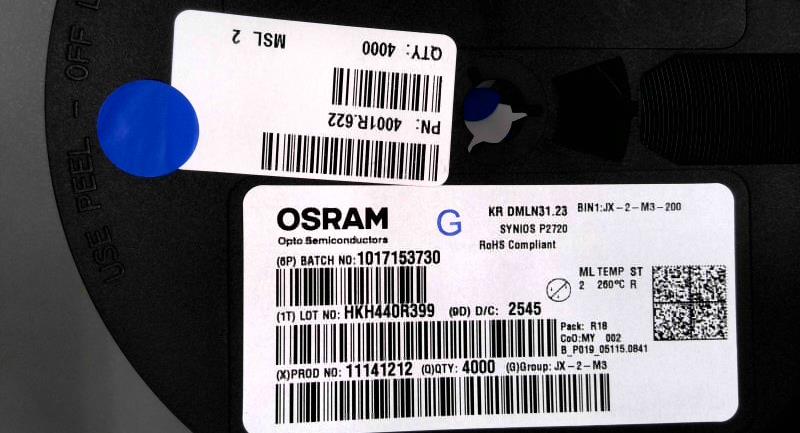 USE PEEL - OFF L
MSL 2
QTY: 4000
PN: 4001R.622
OSRAM
Opto Semiconductors
G
KR DMLN31.23
BIN1:JX-2-M3-200
SYNIOS P2720
RoHS Compliant
(6P) BATCH NO:1017153730
ML TEMP ST
2 260°C R
(1T) LOT NO: HKH440R399 (9D) D/C: 2545
Pack: R18
CoO:MY 002
B_P019_05115.0841
(X)PROD NO: 11141212 (Q)QTY: 4000 (G)Group: JX-2-M3